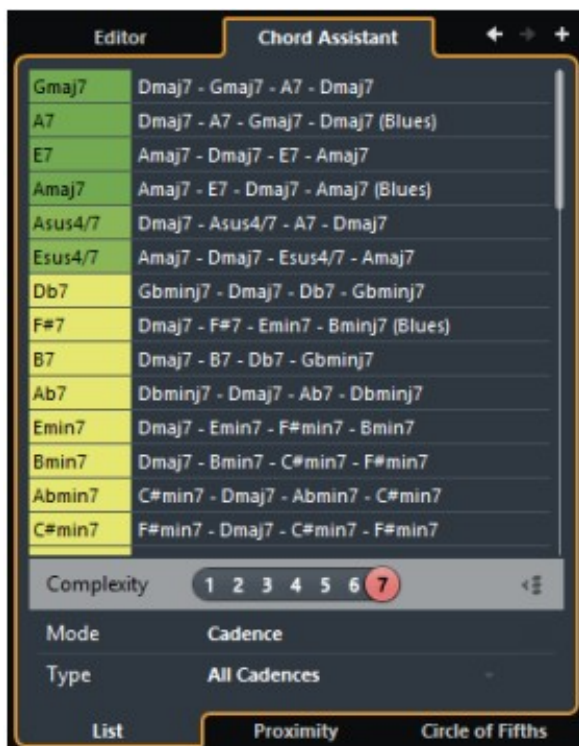 Editor Chord Assistant
Gmaj7 Dmaj7 - Gmaj7 - A7 - Dmaj7
A7 Dmaj7 - A7 - Gmaj7 - Dmaj7 (Blues)
E7 Amaj7 - Dmaj7 - E7 - Amaj7
Amaj7 Amaj7 - E7 - Dmaj7 - Amaj7 (Blues)
Asus4/7 Dmaj7 - Asus4/7 - A7 - Dmaj7
Esus4/7 Amaj7 - Dmaj7 - Esus4/7 - Amaj7
Db7 Gbminj7 - Dmaj7 - Db7 - Gbminj7
F#7 Dmaj7 - F#7 - Emin7 - Bminj7 (Blues)
B7 Dmaj7 - B7 - Db7 - Gbminj7
Ab7 Dbminj7 - Dmaj7 - Ab7 - Dbminj7
Emin7 Dmaj7 - Emin7 - F#min7 - Bmin7
Bmin7 Dmaj7 - Bmin7 - C#min7 - F#min7
Abmin7 C#min7 - Dmaj7 - Abmin7 - C#min7
C#min7 F#min7 - Dmaj7 - C#min7 - F#min7
Complexity 1 2 3 4 5 6 7
Mode Cadence
Type All Cadences
List Proximity Circle of Fifths